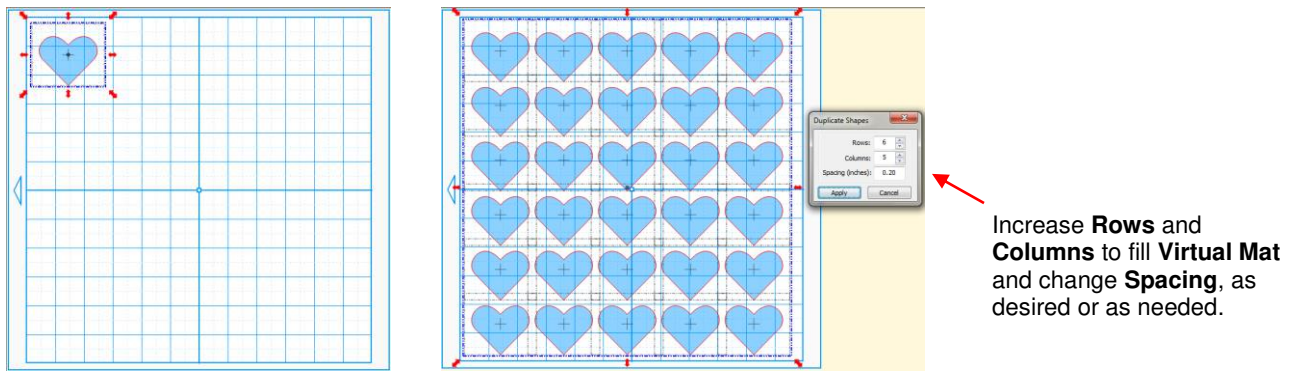 Duplicate Shapes
Rows: 6
Columns: 5
Spacing (inches): 0.20
Apply Cancel
Increase Rows and
Columns to fill Virtual Mat
and change Spacing, as
desired or as needed.